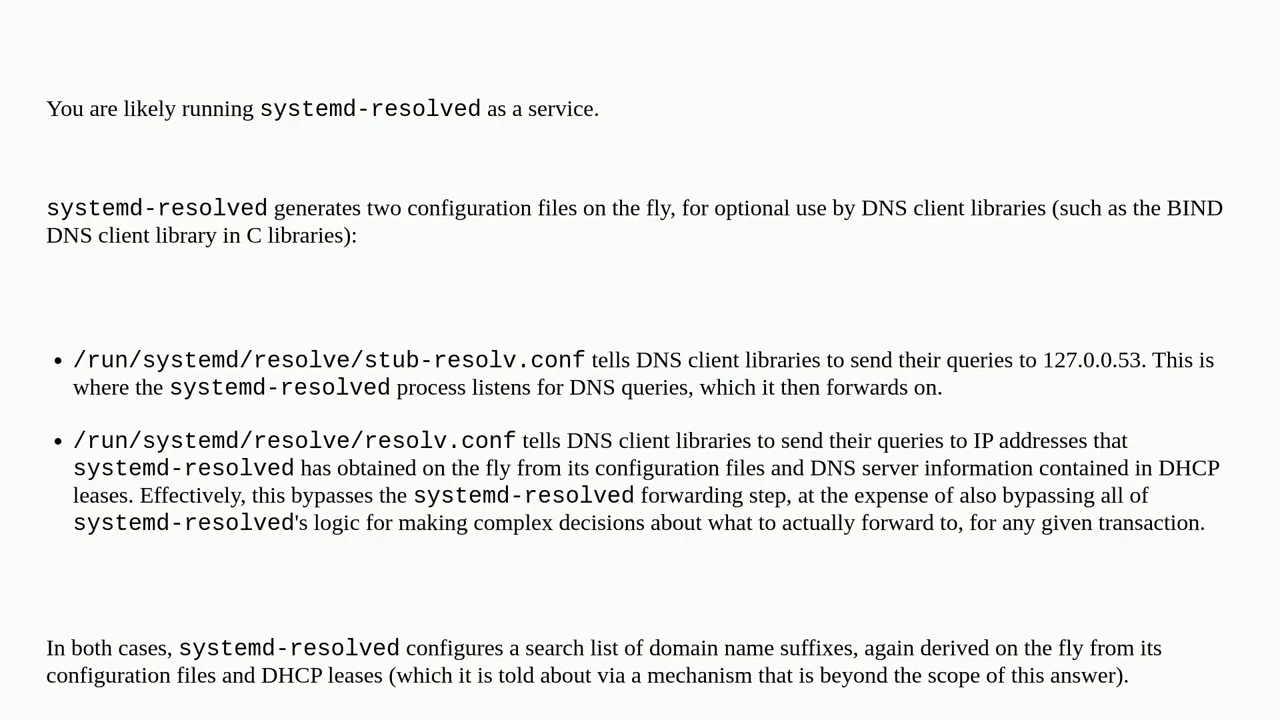 You are likely running systemd-resolved as a service.
systemd-resolved generates two configuration files on the fly, for optional use by DNS client libraries (such as the BIND
DNS client library in C libraries):
• /run/systemd/resolve/stub-resolv.conf tells DNS client libraries to send their queries to 127.0.0.53. This is
where the systemd-resolved process listens for DNS queries, which it then forwards on.
• /run/systemd/resolve/resolv.conf tells DNS client libraries to send their queries to IP addresses that
systemd-resolved has obtained on the fly from its configuration files and DNS server information contained in DHCP
leases. Effectively, this bypasses the systemd-resolved forwarding step, at the expense of also bypassing all of
systemd-resolved's logic for making complex decisions about what to actually forward to, for any given transaction.
In both cases, systemd-resolved configures a search list of domain name suffixes, again derived on the fly from its
configuration files and DHCP leases (which it is told about via a mechanism that is beyond the scope of this answer).